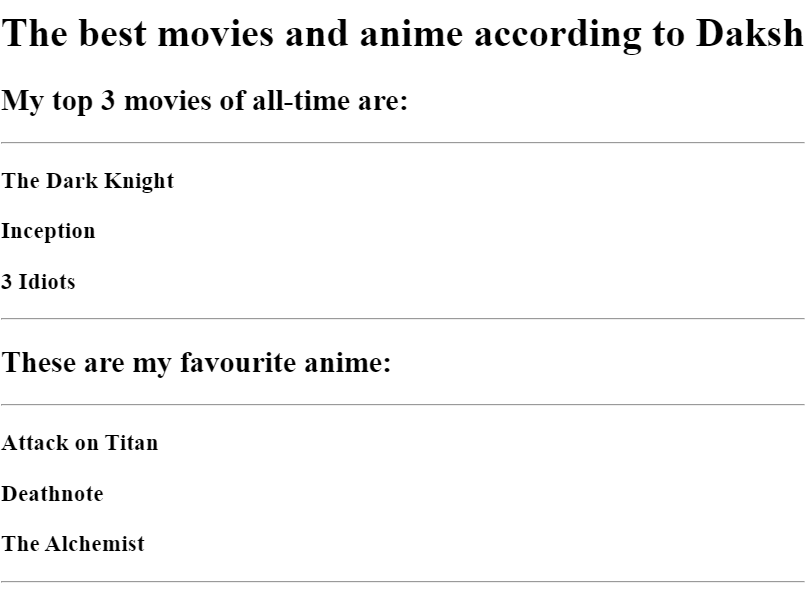 The best movies and anime according to Daksh
My top 3 movies of all-time are:
The Dark Knight
Inception
3 Idiots
These are my favourite anime:
Attack on Titan
Deathnote
The Alchemist